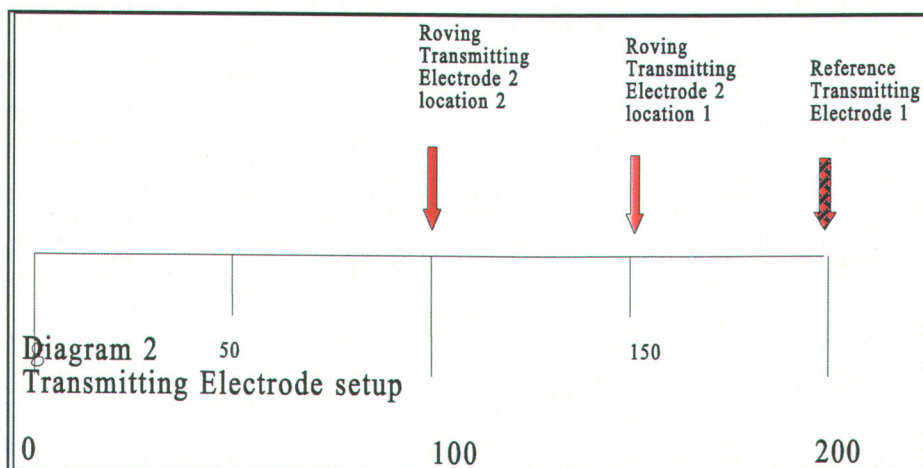 Roving
Transmitting
Electrode 2
location 2
Roving
Transmitting
Electrode 2
location 1
Reference
Transmitting
Electrode 1
Diagram 2
50
150
Transmitting Electrode setup
0
100
200